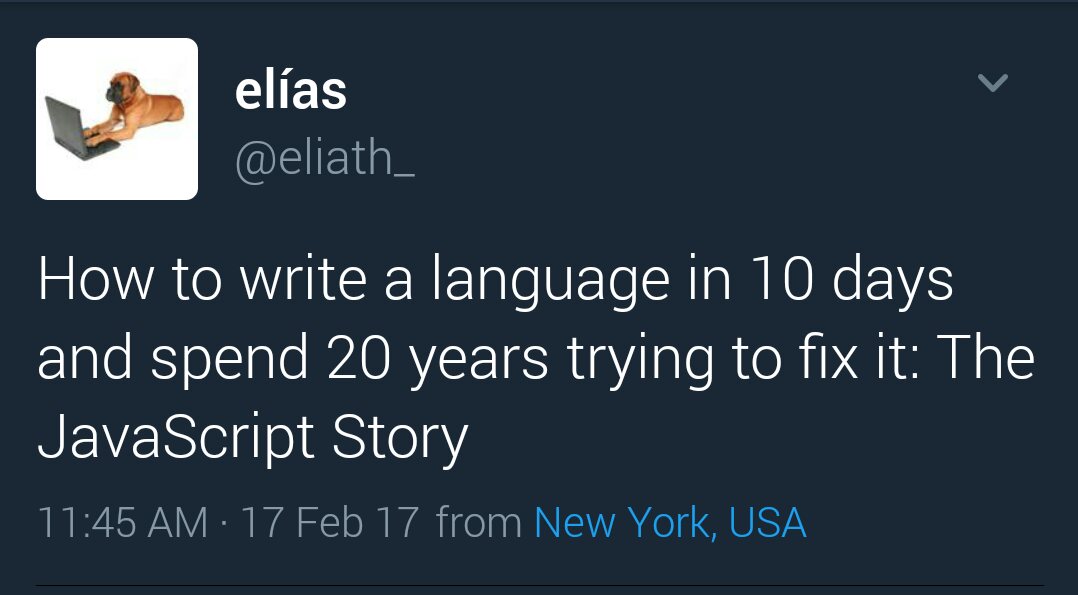 elías
@eliath_
How to write a language in 10 days
and spend 20 years trying to fix it: The
JavaScript Story
11:45 AM · 17 Feb 17 from New York, USA